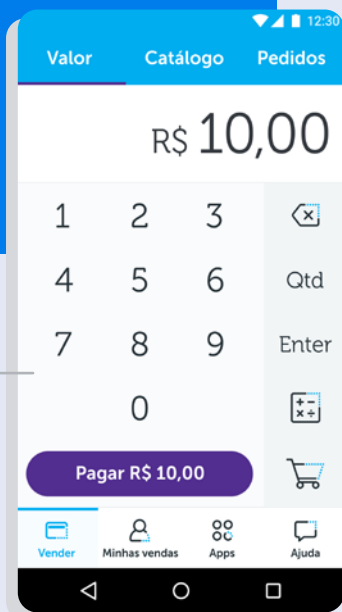 12:30
Valor Catálogo Pedidos
R$ 10,00
1 2 3
4 5 6 Qtd
7 8 9 Enter
0
Pagar R$ 10,00
Vender Minhas vendas Apps Ajuda